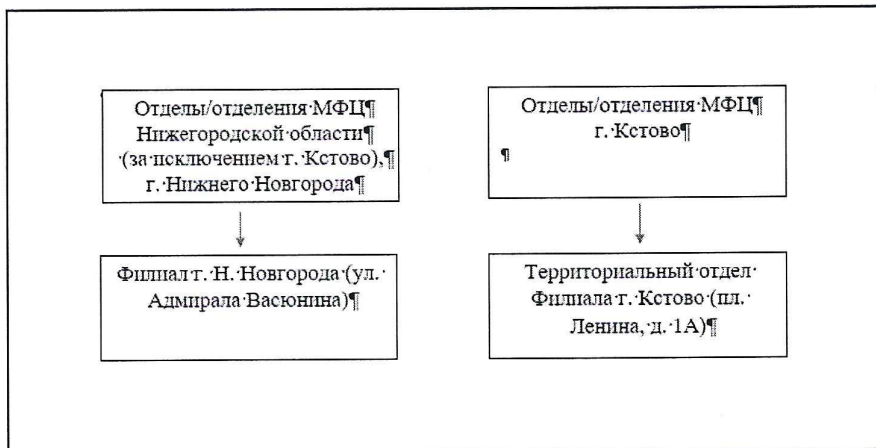 Отделы/отделения МФЦ¶
Нижегородской области¶
(за исключением г. Кстово),¶
г. Нижнего Новгорода¶
Филиал г. Н. Новгорода (ул.
Адмирала Васюнина)¶
Отделы/отделения МФЦ¶
г. Кстово¶
¶
Территориальный отдел
Филиала г. Кстово (пл.
Ленина, д. 1А)¶